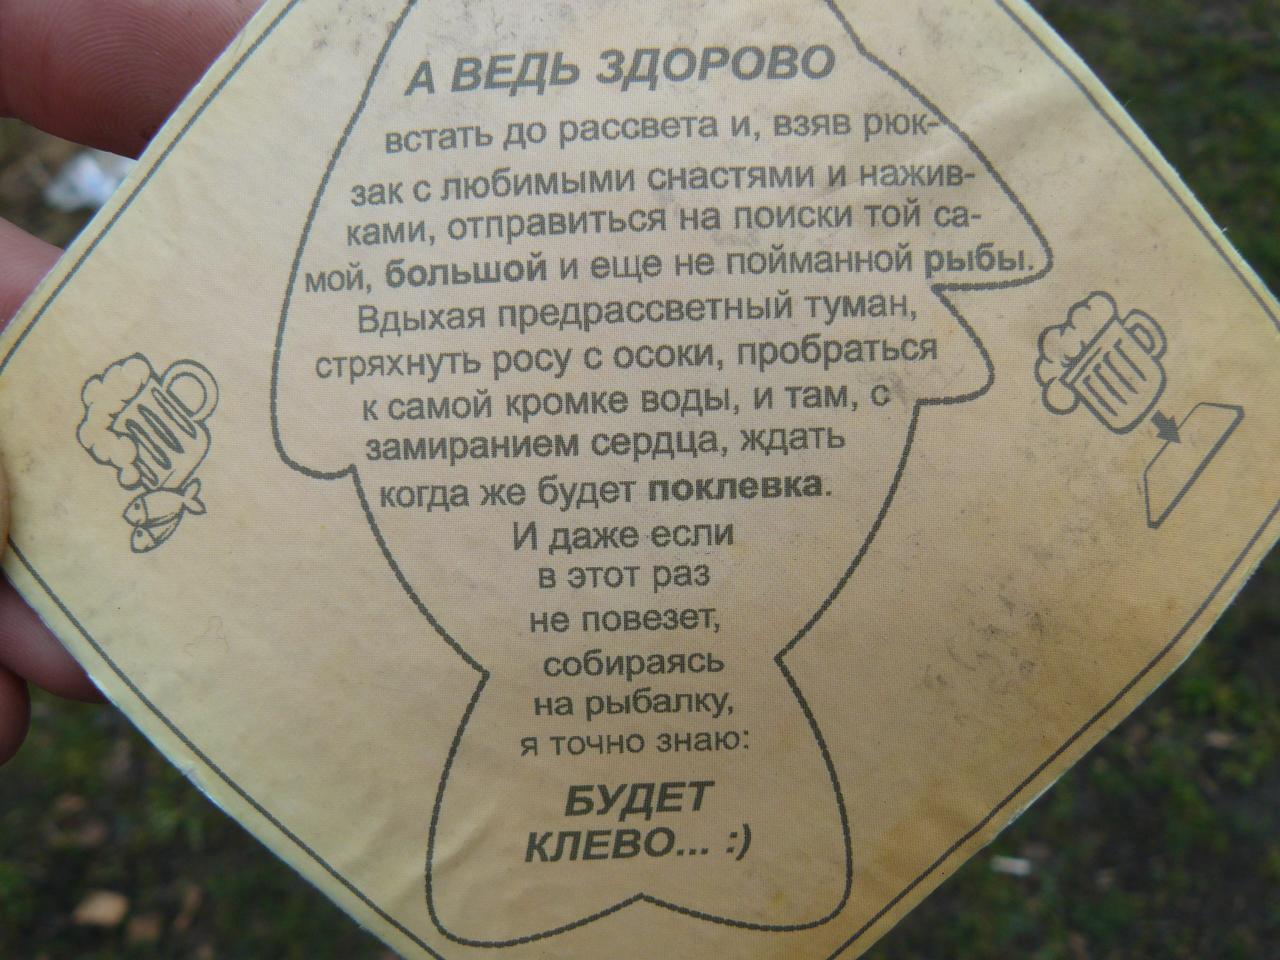 А ВЕДЬ ЗДОРОВО
встать до рассвета и, взяв рюк-
зак с любимыми снастями и нажив-
ками, отправиться на поиски той са-
мой, большой и еще не пойманной рыбы.
Вдыхая предрассветный туман,
стряхнуть росу с осоки, пробраться
к самой кромке воды, и там, с
замиранием сердца, ждать
когда же будет поклевка.
И даже если
в этот раз
не повезет,
собираясь
на рыбалку,
я точно знаю:
БУДЕТ
КЛЕВО... :)